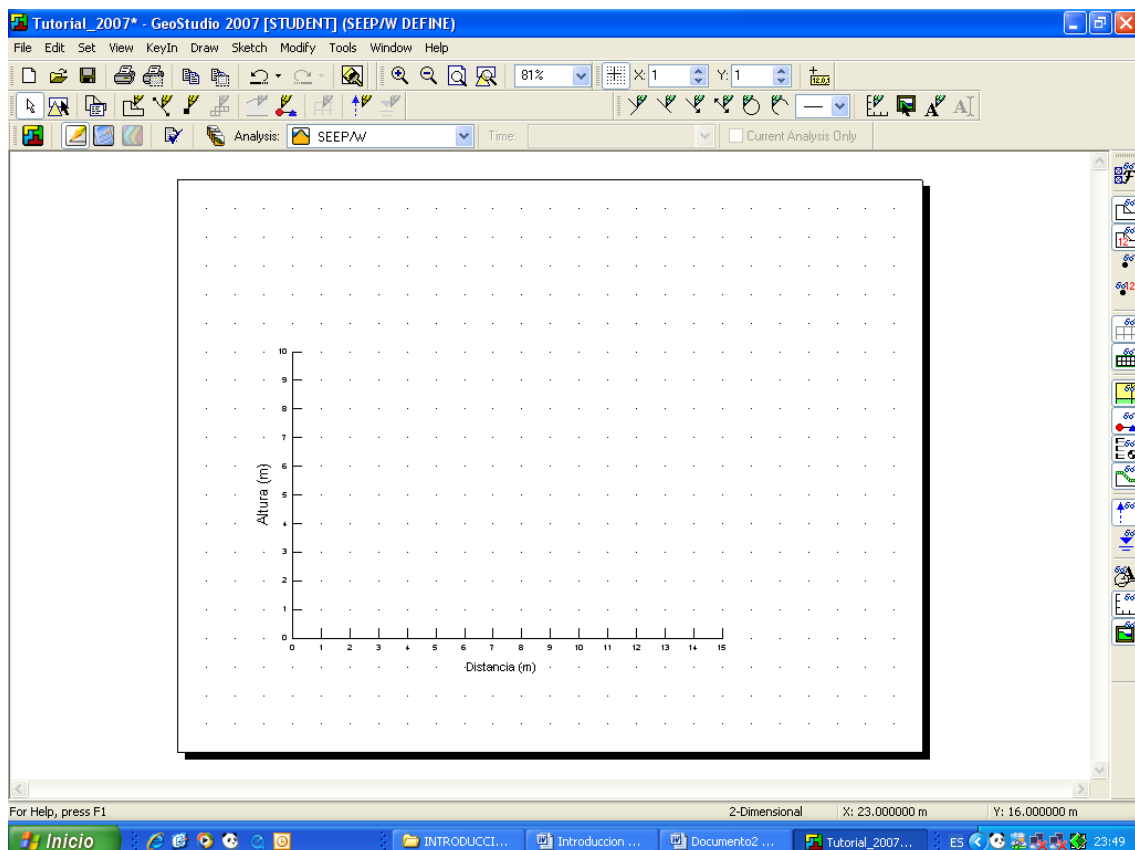 Tutorial_2007* - GeoStudio 2007 [STUDENT] (SEEP/W DEFINE)
File Edit Set View KeyIn Draw Sketch Modify Tools Window Help
81% X: 1 Y: 1 12.0,1
Analysis: SEEP/W Time: Current Analysis Only
10
9
8
7
6
5
4
3
2
1
0
Altura (m)
0 1 2 3 4 5 6 7 8 9 10 11 12 13 14 15
Distancia (m)
For Help, press F1 2-Dimensional X: 23.000000 m Y: 16.000000 m
Inicio INTRODUCCI... Introduccion ... Documento2 ... Tutorial_2007... ES 23:49